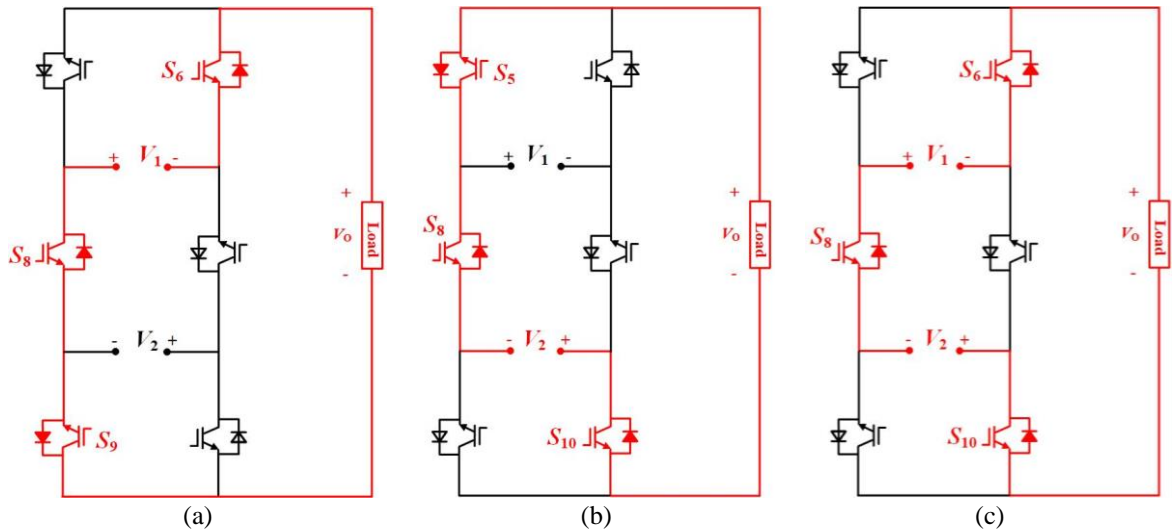 S6
+ V1 -
S8
- V2 +
S9
+
vO
-
Load
(a)
S5
+ V1 -
S8
- V2 +
S10
+
vO
-
Load
(b)
S6
+ V1 -
S8
- V2 +
S10
+
vO
-
Load
(c)